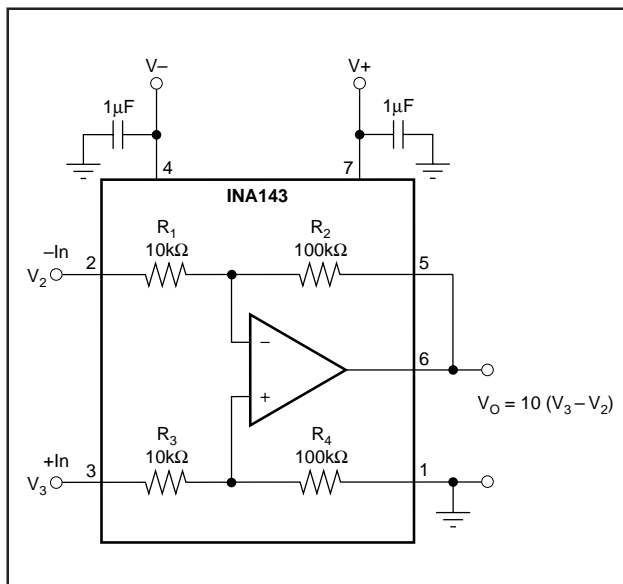 V–
V+
1µF
1µF
4
7
INA143
R1
10kΩ
R2
100kΩ
–In
V2
2
5
–
6
+
VO = 10 (V3 – V2)
R3
10kΩ
R4
100kΩ
+In
V3
3
1